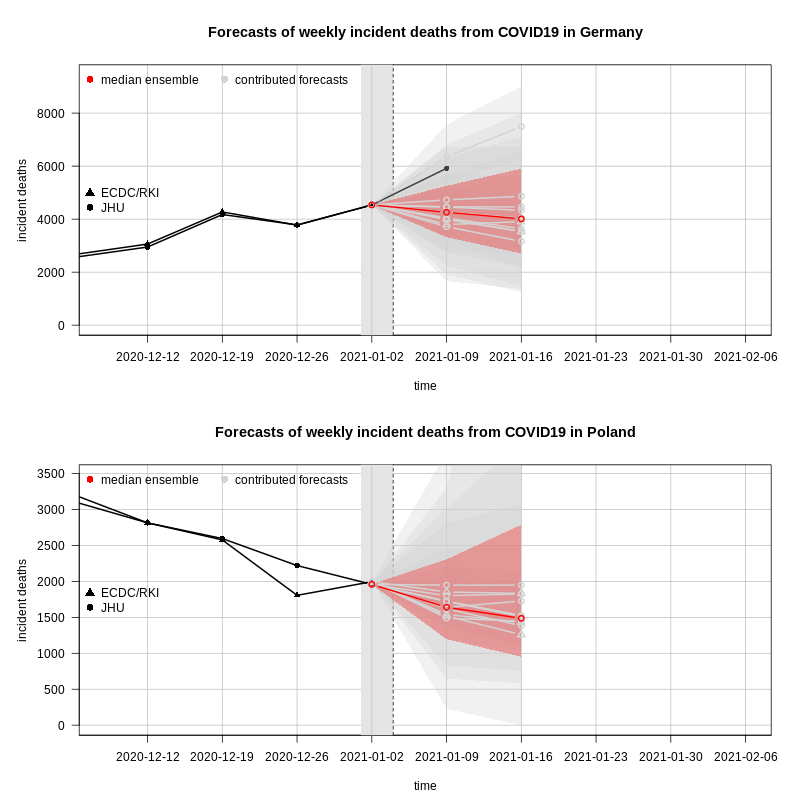 Forecasts of weekly incident deaths from COVID19 in Germany
median ensemble contributed forecasts
8000
6000
ECDC/RKI
JHU
incident deaths
4000
2000
0
2020-12-12 2020-12-19 2020-12-26 2021-01-02 2021-01-09 2021-01-16 2021-01-23 2021-01-30 2021-02-06
time
Forecasts of weekly incident deaths from COVID19 in Poland
3500
median ensemble contributed forecasts
3000
2500
2000
ECDC/RKI
JHU
incident deaths
1500
1000
500
0
2020-12-12 2020-12-19 2020-12-26 2021-01-02 2021-01-09 2021-01-16 2021-01-23 2021-01-30 2021-02-06
time